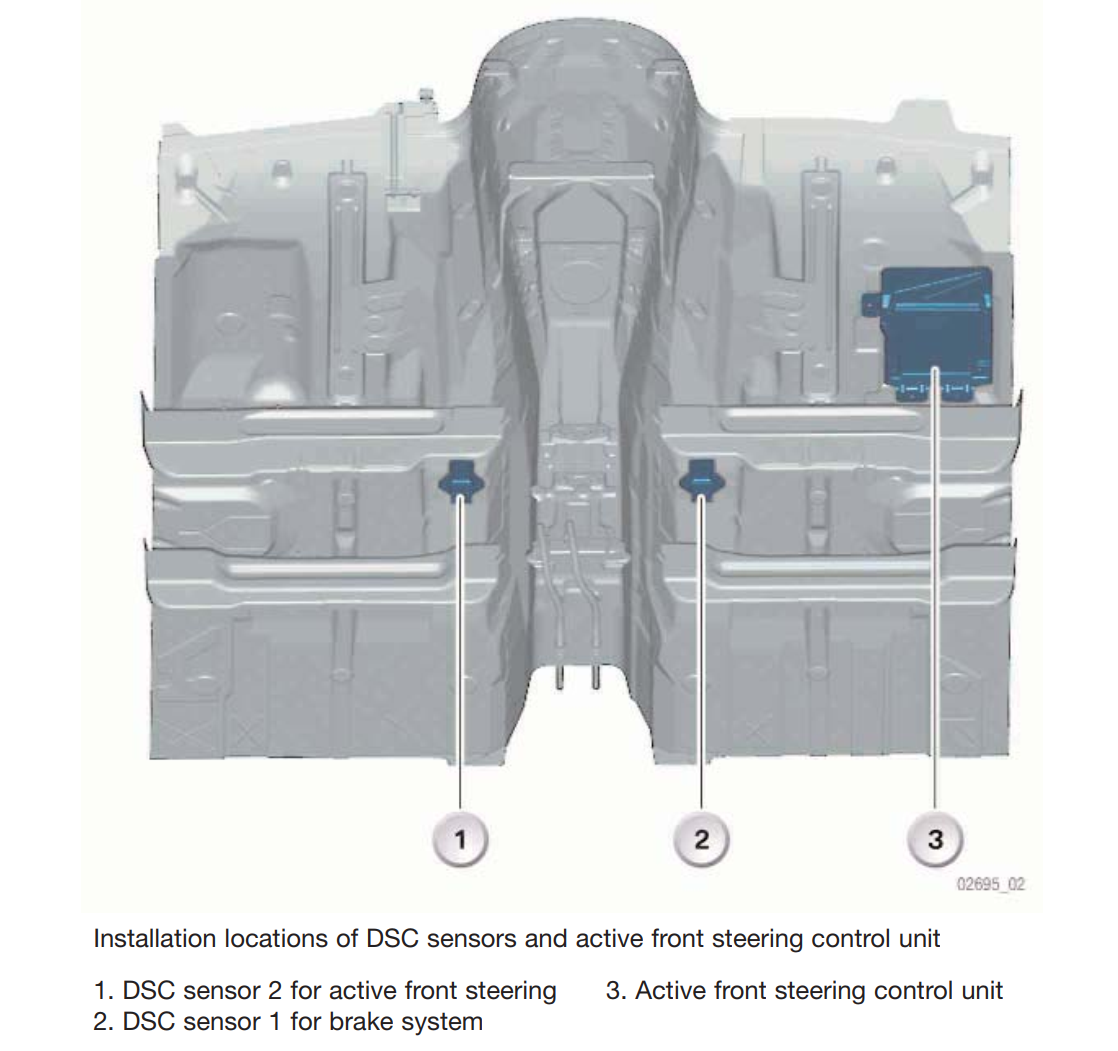 1
2
3
02695_02
Installation locations of DSC sensors and active front steering control unit
1. DSC sensor 2 for active front steering
2. DSC sensor 1 for brake system
3. Active front steering control unit